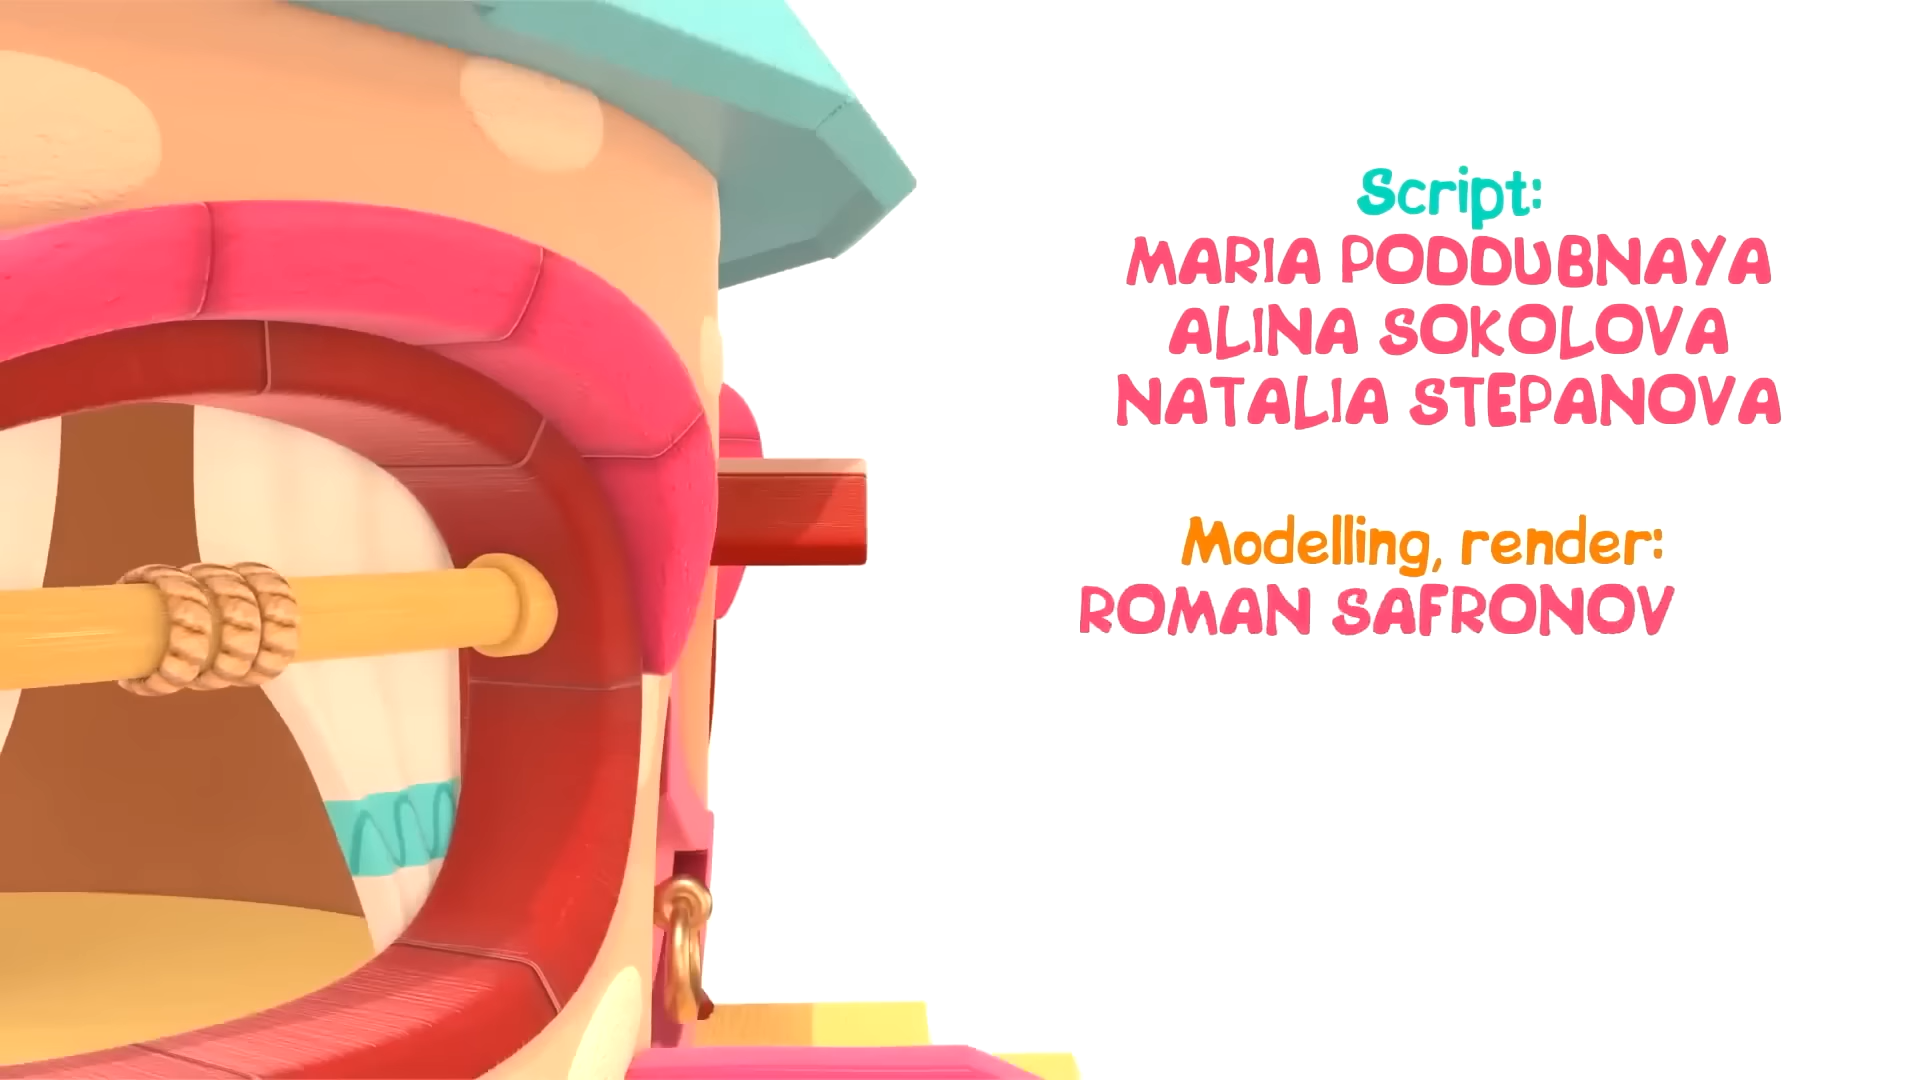 Script:
MARIA PODDUBNAYA
ALINA SOKOLOVA
NATALIA STEPANOVA
Modelling, render:
ROMAN SAFRONOV